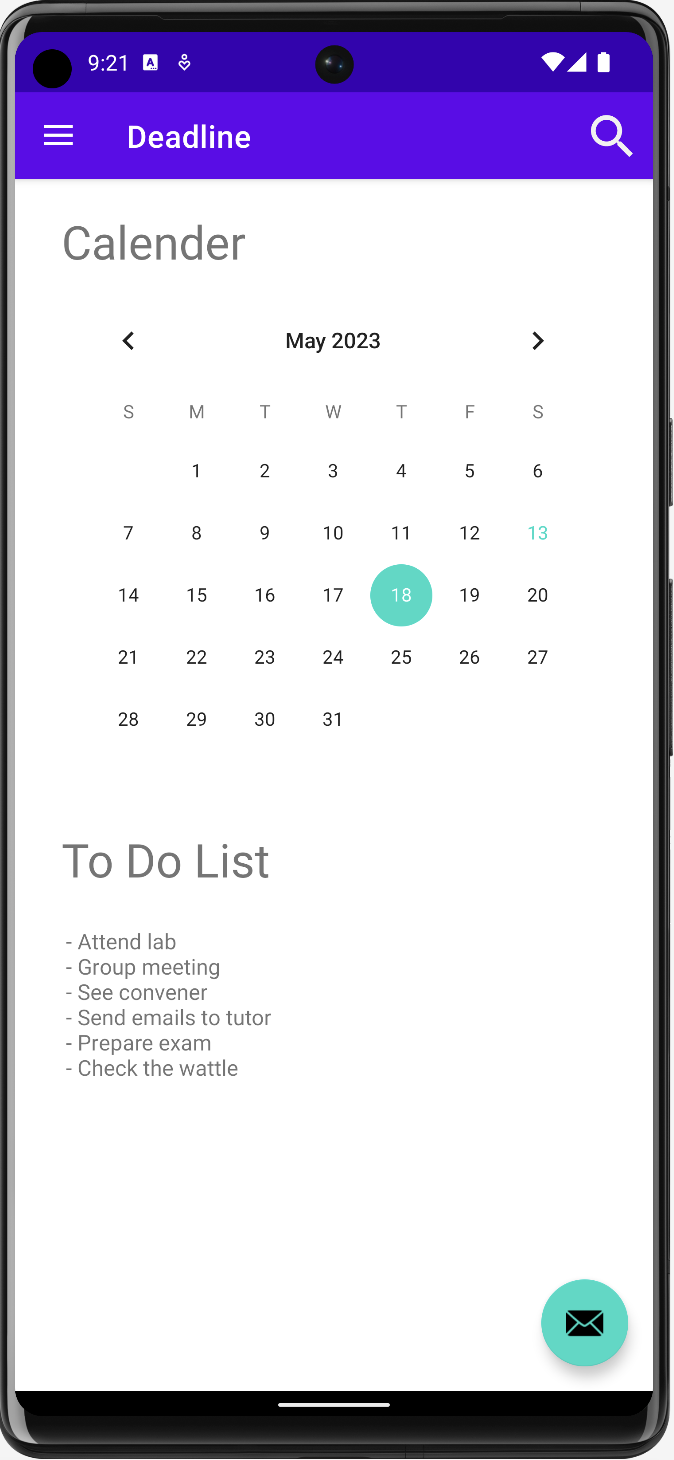 9:21
Deadline
Calender
May 2023
S M T W T F S
1 2 3 4 5 6
7 8 9 10 11 12 13
14 15 16 17 18 19 20
21 22 23 24 25 26 27
28 29 30 31
To Do List
- Attend lab
- Group meeting
- See convener
- Send emails to tutor
- Prepare exam
- Check the wattle